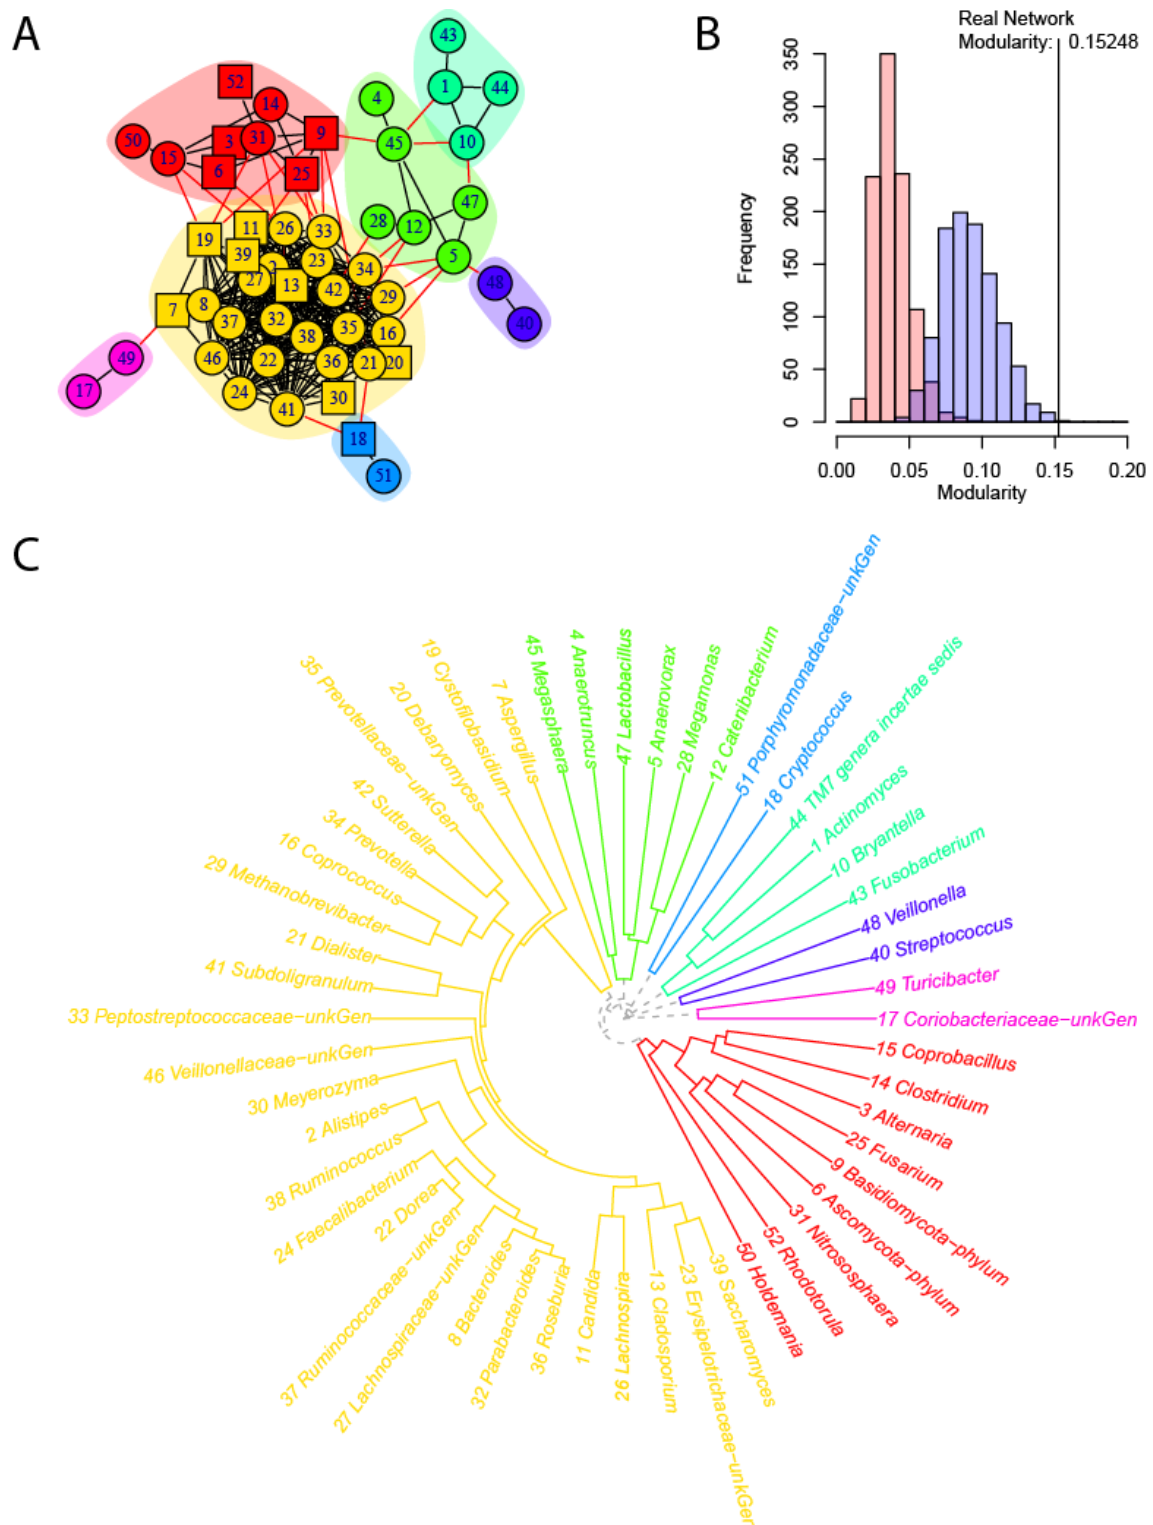 A
43
1
44
10
4
45
47
28
12
5
48
40
52
14
50
3
31
9
15
6
25
19
11
26
33
39
2
23
34
27
13
42
29
7
8
37
32
38
35
16
46
22
36
21
20
24
41
30
49
17
18
51
B
Real Network
Modularity: 0.15248
Frequency
350
300
250
200
150
100
50
0
0.00 0.05 0.10 0.15 0.20
Modularity
C
35 Prevotellaceae−unkGen
20 Debaryomyces
19 Cystofilobasidium
7 Aspergillus
45 Megasphaera
4 Anaerotruncus
47 Lactobacillus
5 Anaerovorax
28 Megamonas
12 Catenibacterium
51 Porphyromonadaceae−unkGen
18 Cryptococcus
44 TM7 genera incertae sedis
1 Actinomyces
10 Bryantella
43 Fusobacterium
48 Veillonella
40 Streptococcus
49 Turicibacter
17 Coriobacteriaceae−unkGen
15 Coprobacillus
14 Clostridium
3 Alternaria
25 Fusarium
9 Basidiomycota−phylum
6 Ascomycota−phylum
31 Nitrososphaera
52 Rhodotorula
50 Holdemania
39 Saccharomyces
23 Erysipelotrichaceae−unkGen
13 Cladosporium
26 Lachnospira
11 Candida
36 Roseburia
32 Parabacteroides
8 Bacteroides
27 Lachnospiraceae−unkGen
37 Ruminococcaceae−unkGen
22 Dorea
24 Faecalibacterium
38 Ruminococcus
2 Alistipes
30 Meyerozyma
46 Veillonellaceae−unkGen
33 Peptostreptococcaceae−unkGen
41 Subdoligranulum
21 Dialister
29 Methanobrevibacter
16 Coprococcus
34 Prevotella
42 Sutterella